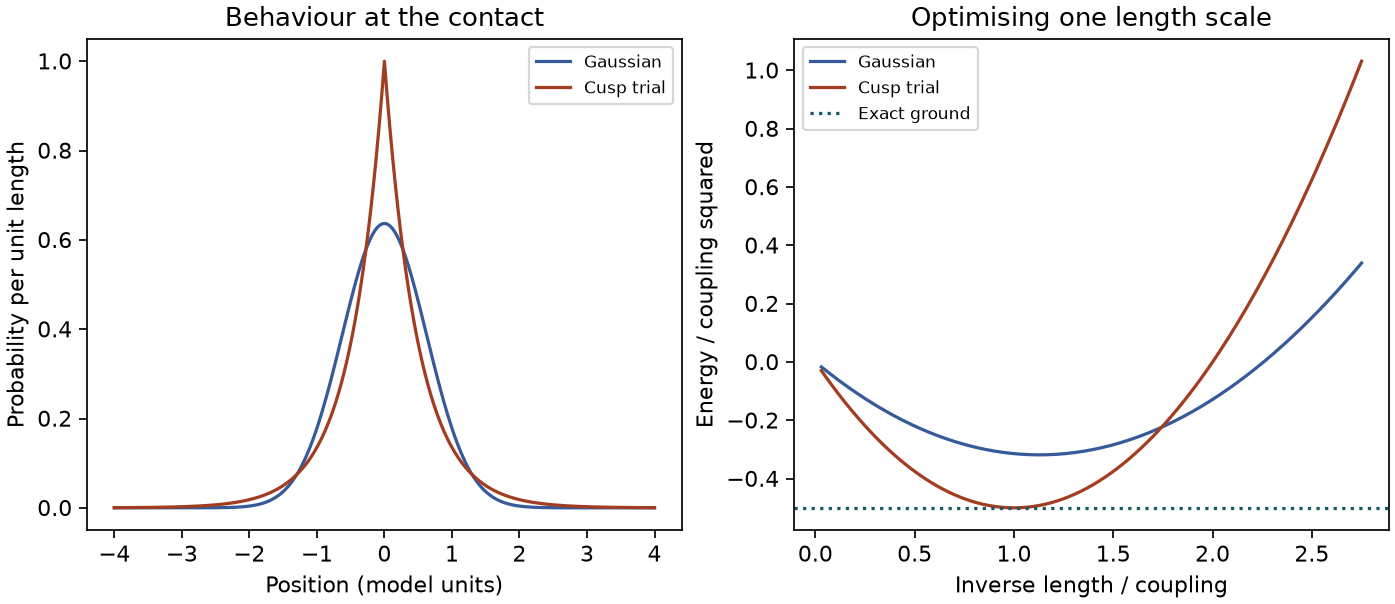 Behaviour at the contact
Probability per unit length
1.0
0.8
0.6
0.4
0.2
0.0
−4
−3
−2
−1
0
1
2
3
4
Position (model units)
Gaussian
Cusp trial
Optimising one length scale
Energy / coupling squared
1.0
0.8
0.6
0.4
0.2
0.0
−0.2
−0.4
0.0
0.5
1.0
1.5
2.0
2.5
Inverse length / coupling
Gaussian
Cusp trial
Exact ground